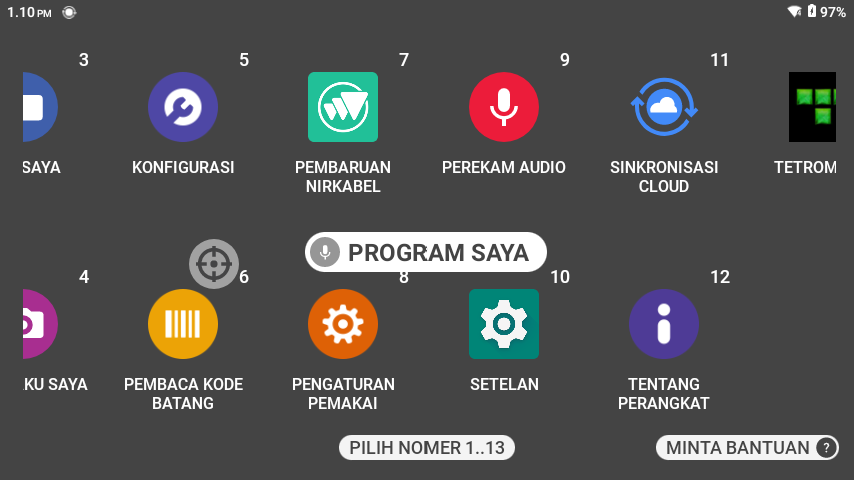 1.10 PM
97%
3
5
7
9
11
SAYA
KONFIGURASI
PEMBARUAN
NIRKABEL
PEREKAM AUDIO
SINKRONISASI
CLOUD
TETROM
PROGRAM SAYA
4
6
8
10
12
KU SAYA
PEMBACA KODE
BATANG
PENGATURAN
PEMAKAI
SETELAN
TENTANG
PERANGKAT
PILIH NOMER 1..13
MINTA BANTUAN ?